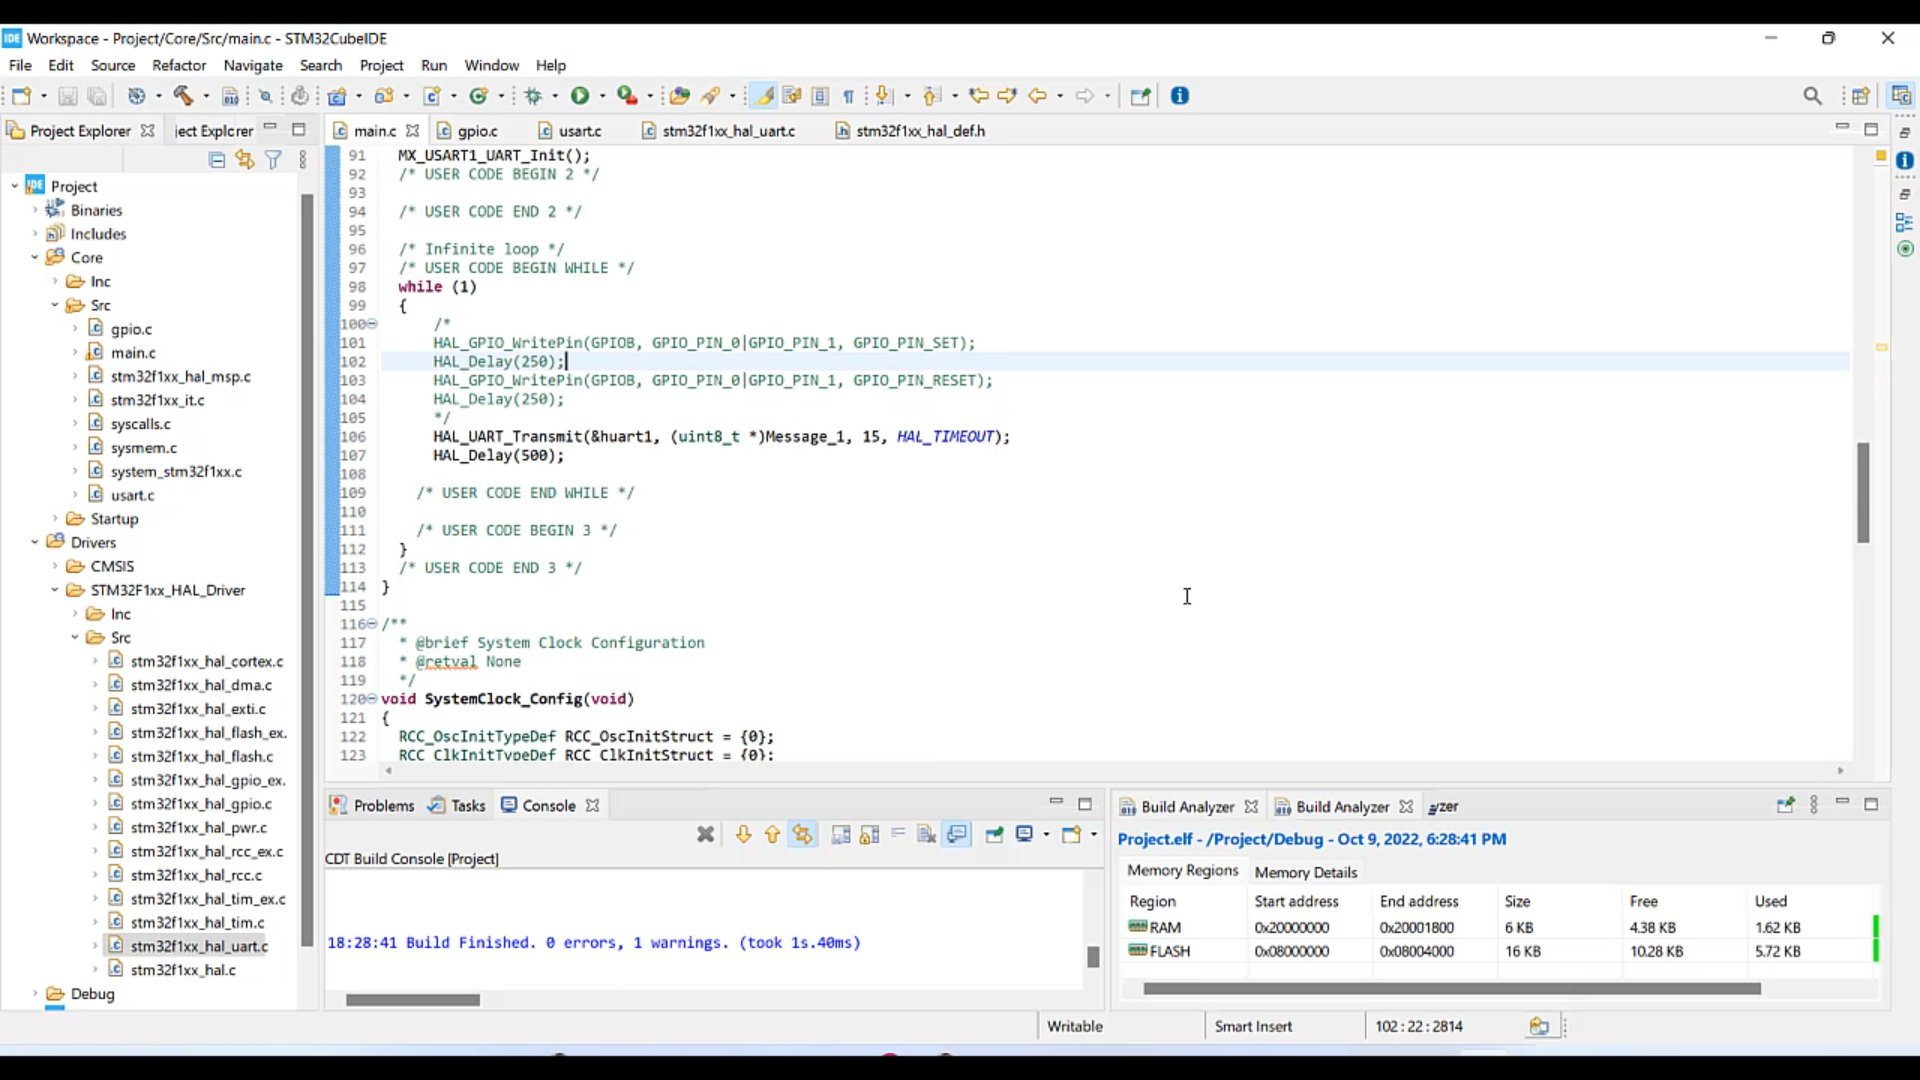 IDE Workspace - Project/Core/Src/main.c - STM32CubeIDE
File Edit Source Refactor Navigate Search Project Run Window Help
Project Explorer ject Explorer
main.c gpio.c usart.c stm32f1xx_hal_uart.c stm32f1xx_hal_def.h
IDE Project
Binaries
Includes
Core
Inc
Src
gpio.c
main.c
stm32f1xx_hal_msp.c
stm32f1xx_it.c
syscalls.c
sysmem.c
system_stm32f1xx.c
usart.c
Startup
Drivers
CMSIS
STM32F1xx_HAL_Driver
Inc
Src
stm32f1xx_hal_cortex.c
stm32f1xx_hal_dma.c
stm32f1xx_hal_exti.c
stm32f1xx_hal_flash_ex.
stm32f1xx_hal_flash.c
stm32f1xx_hal_gpio_ex.
stm32f1xx_hal_gpio.c
stm32f1xx_hal_pwr.c
stm32f1xx_hal_rcc_ex.c
stm32f1xx_hal_rcc.c
stm32f1xx_hal_tim_ex.c
stm32f1xx_hal_tim.c
stm32f1xx_hal_uart.c
stm32f1xx_hal.c
Debug
91 MX_USART1_UART_Init();
92 /* USER CODE BEGIN 2 */
93
94 /* USER CODE END 2 */
95
96 /* Infinite loop */
97 /* USER CODE BEGIN WHILE */
98 while (1)
99 {
100 /*
101 HAL_GPIO_WritePin(GPIOB, GPIO_PIN_0|GPIO_PIN_1, GPIO_PIN_SET);
102 HAL_Delay(250);
103 HAL_GPIO_WritePin(GPIOB, GPIO_PIN_0|GPIO_PIN_1, GPIO_PIN_RESET);
104 HAL_Delay(250);
105 */
106 HAL_UART_Transmit(&huart1, (uint8_t *)Message_1, 15, HAL_TIMEOUT);
107 HAL_Delay(500);
108
109 /* USER CODE END WHILE */
110
111 /* USER CODE BEGIN 3 */
112 }
113 /* USER CODE END 3 */
114 }
115
116 /**
117 * @brief System Clock Configuration
118 * @retval None
119 */
120 void SystemClock_Config(void)
121 {
122 RCC_OscInitTypeDef RCC_OscInitStruct = {0};
123 RCC_ClkInitTypeDef RCC_ClkInitStruct = {0};
Problems Tasks Console
CDT Build Console [Project]
18:28:41 Build Finished. 0 errors, 1 warnings. (took 1s.40ms)
Build Analyzer Build Analyzer yzer
Project.elf - /Project/Debug - Oct 9, 2022, 6:28:41 PM
Memory Regions Memory Details
Region Start address End address Size Free Used
RAM 0x20000000 0x20001800 6 KB 4.38 KB 1.62 KB
FLASH 0x08000000 0x08004000 16 KB 10.28 KB 5.72 KB
Writable Smart Insert 102 : 22 : 2814